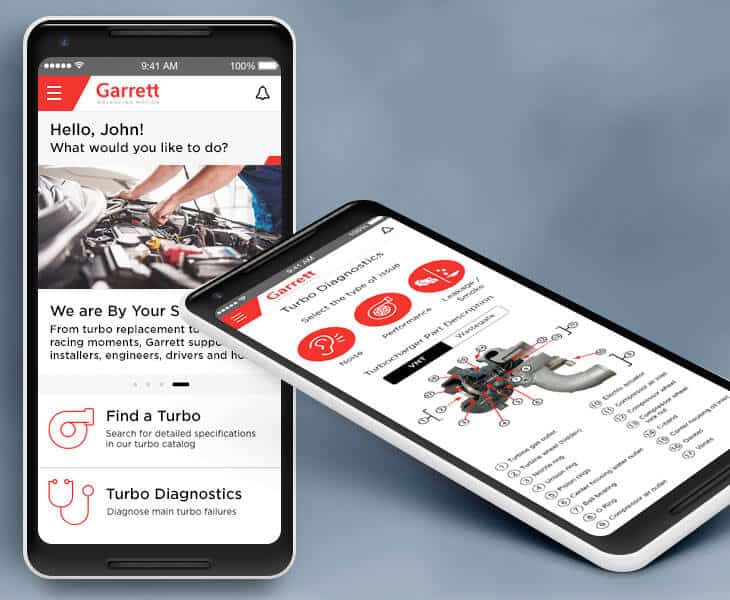 9:41 AM 100%
Garrett
ADVANCING MOTION
Hello, John!
What would you like to do?
We are By Your S
From turbo replacement to
racing moments, Garrett suppo
installers, engineers, drivers and ho
Find a Turbo
Search for detailed specifications
in our turbo catalog
Turbo Diagnostics
Diagnose main turbo failures
9:41 AM 100%
Garrett
Turbo Diagnostics
Select the type of issue
Noise
Performance
Leakage /
Smoke
Turbocharger Part Description
VNT
Wastegate
1 Turbine gas outlet
2 Turbine wheel (hidden)
3 Nozzle ring
4 Unison ring
5 Piston rings
6 Center housing water outlet
7 Ball bearing
8 O-Ring
9 Compressor air outlet
10 Electric actuator
11 Compressor air inlet
12 Compressor wheel
13 Compressor wheel
lock nut
14 C-band
15 Center housing oil inlet
16 Gasket
17 Vanes